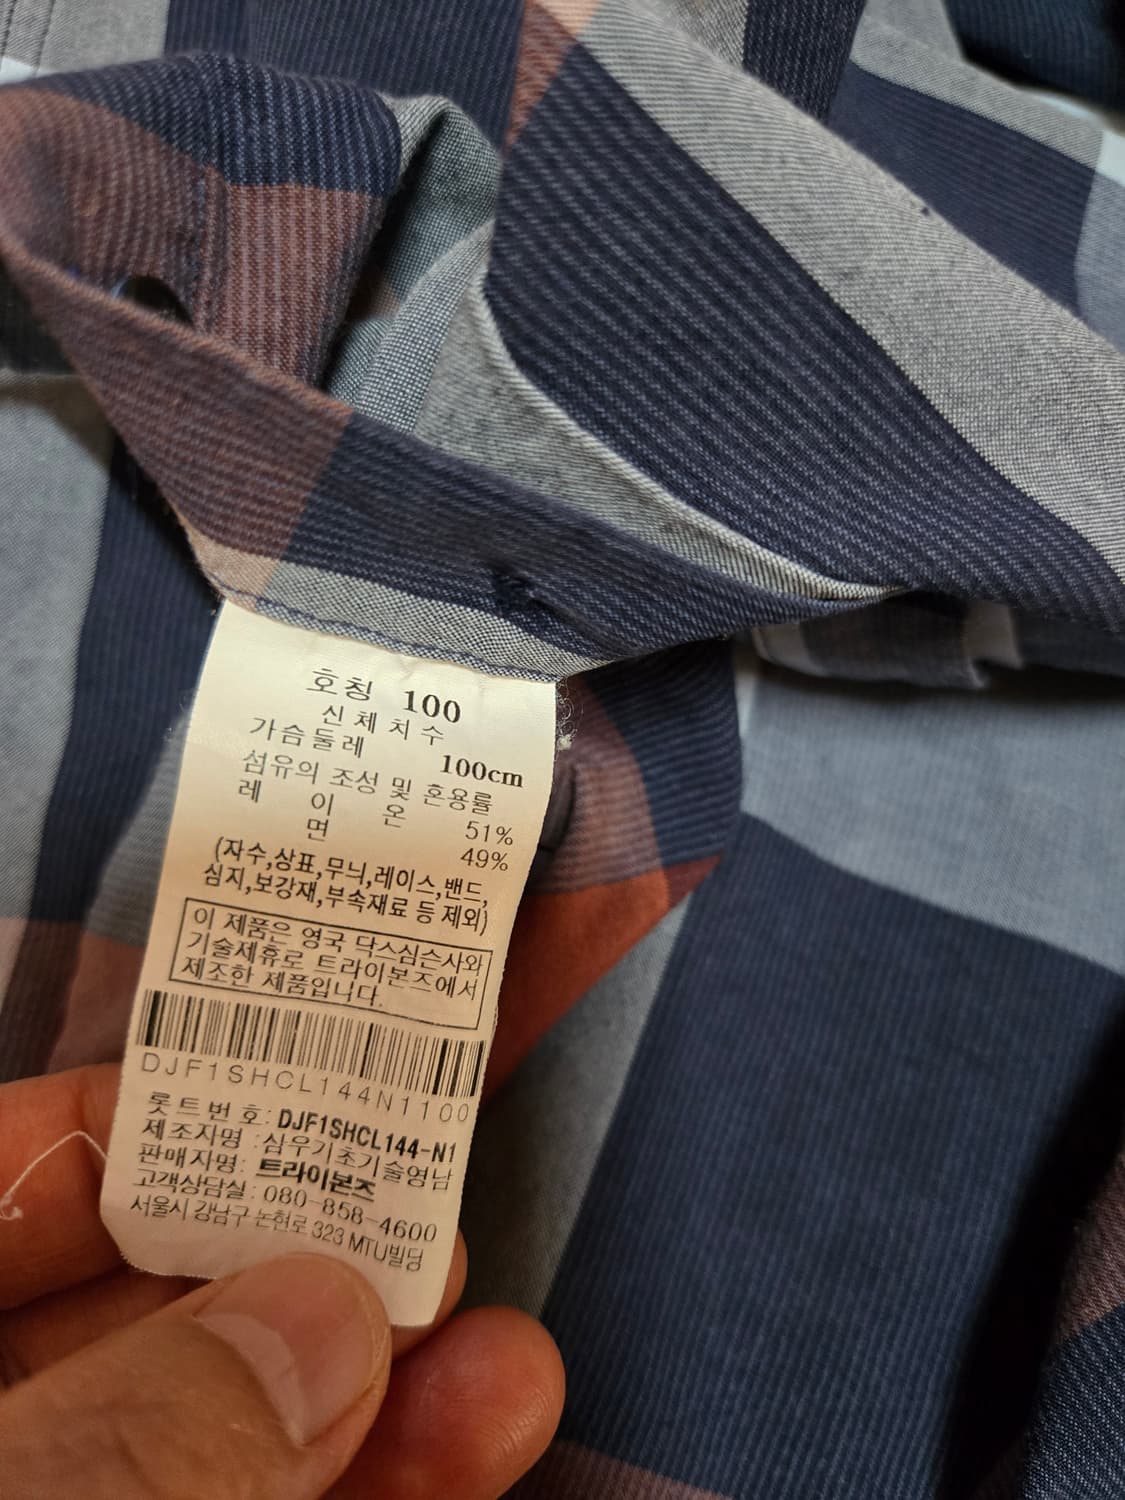 호칭 100
신체치수
가슴둘레 100cm
섬유의 조성 및 혼용률
레이온 51%
면 49%
(자수,상표,무늬,레이스,밴드,
심지,보강재,부속재료 등 제외)
이 제품은 영국 닥스심슨사와
기술제휴로 트라이본즈에서
제조한 제품입니다.
DJF1SHCL144N1100
롯트번호: DJF1SHCL144-N1
제조자명 :삼우기초기술영남
판매자명: 트라이본즈
고객상담실: 080-858-4600
서울시 강남구 논현로 323 MTU빌딩